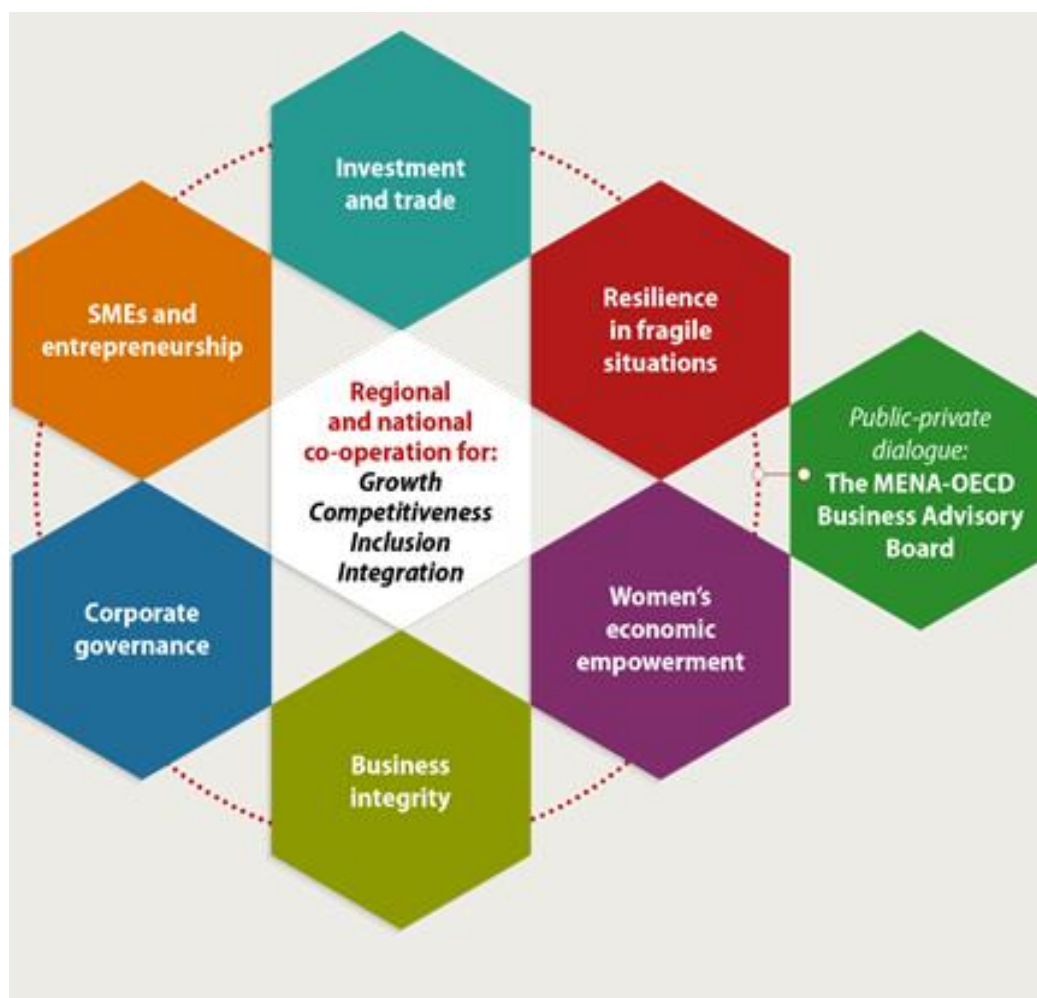 Investment
and trade
SMEs and
entrepreneurship
Resilience
in fragile
situations
Regional
and national
co-operation for:
Growth
Competitiveness
Inclusion
Integration
Public-private
dialogue:
The MENA-OECD
Business Advisory
Board
Corporate
governance
Women's
economic
empowerment
Business
integrity